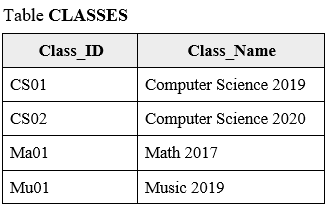 Table CLASSES
Class_ID Class_Name
CS01 Computer Science 2019
CS02 Computer Science 2020
Ma01 Math 2017
Mu01 Music 2019